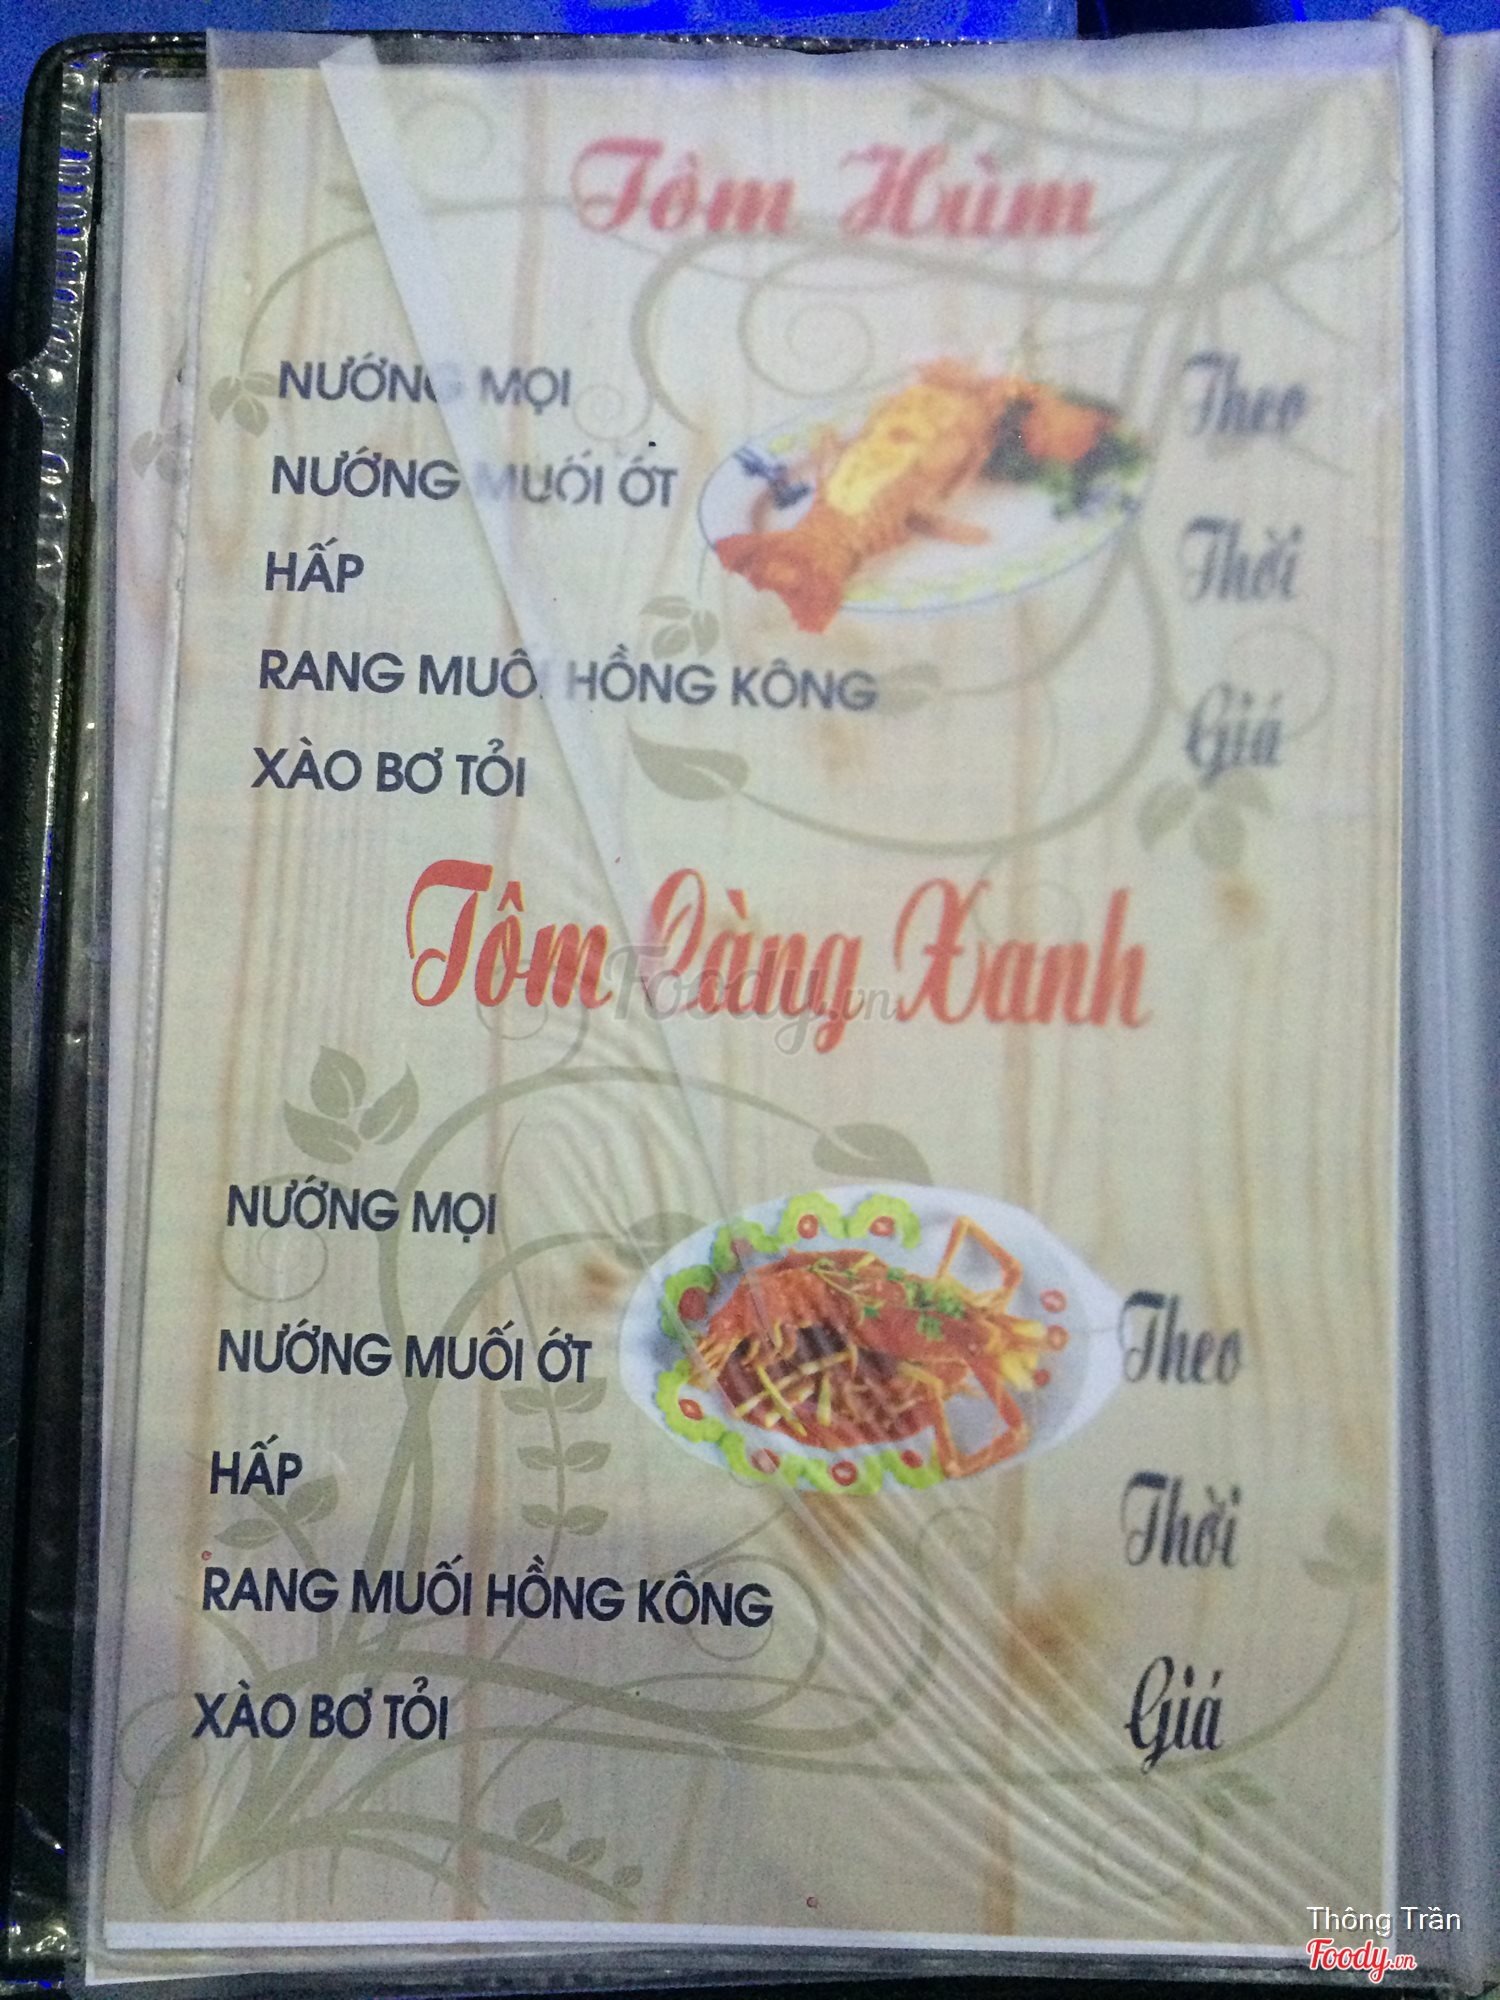 Tôm Hùm
NƯỚNG MỌI
NƯỚNG MUỐI ỚT
HẤP
RANG MUỐI HỒNG KÔNG
XÀO BƠ TỎI
Theo
Thời
Giá
Tôm Càng Xanh
Foody.vn
NƯỚNG MỌI
NƯỚNG MUỐI ỚT
HẤP
RANG MUỐI HỒNG KÔNG
XÀO BƠ TỎI
Theo
Thời
Giá
Thông Trần
Foody.vn